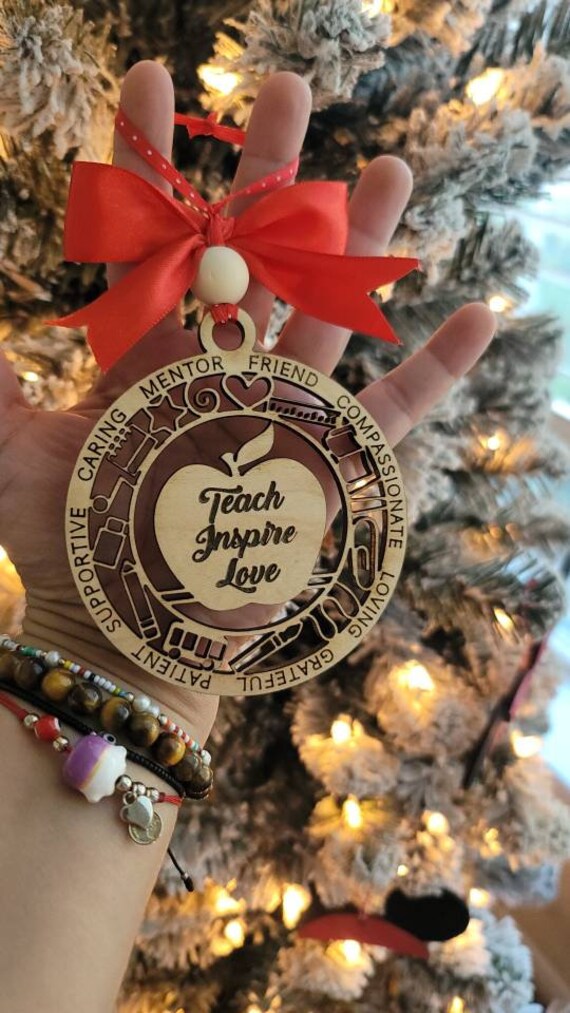 CARING MENTOR FRIEND COMPASSIONATE LOVING GRATEFUL PATIENT SUPPORTIVE
Teach
Inspire
Love